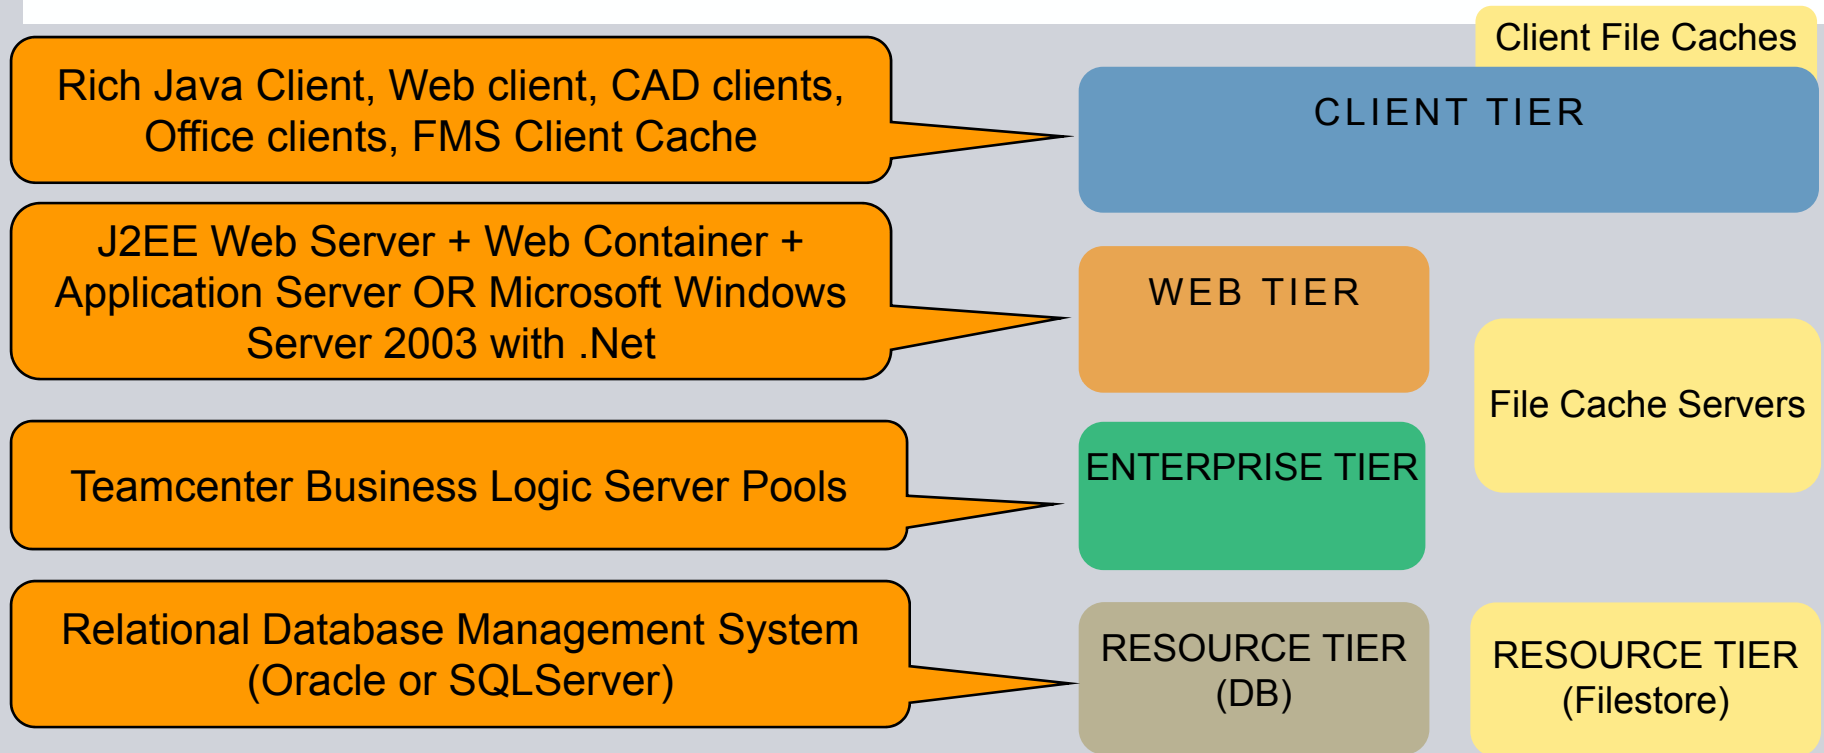 Client File Caches
Rich Java Client, Web client, CAD clients,
Office clients, FMS Client Cache
CLIENT TIER
J2EE Web Server + Web Container +
Application Server OR Microsoft Windows
Server 2003 with .Net
WEB TIER
File Cache Servers
Teamcenter Business Logic Server Pools
ENTERPRISE TIER
Relational Database Management System
(Oracle or SQLServer)
RESOURCE TIER
(DB)
RESOURCE TIER
(Filestore)